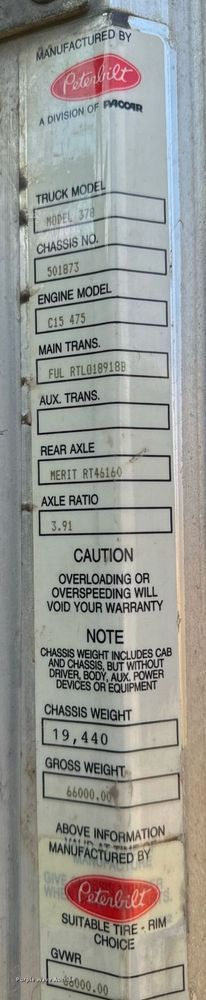 MANUFACTURED BY
Peterbilt
A DIVISION OF PACCAR
TRUCK MODEL
MODEL 378
CHASSIS NO.
501873
ENGINE MODEL
C15 475
MAIN TRANS.
FUL RTLO18918B
AUX. TRANS.
REAR AXLE
MERIT RT46160
AXLE RATIO
3.91
CAUTION
OVERLOADING OR
OVERSPEEDING WILL
VOID YOUR WARRANTY
NOTE
CHASSIS WEIGHT INCLUDES CAB
AND CHASSIS, BUT WITHOUT
DRIVER, BODY, AUX. POWER
DEVICES OR EQUIPMENT
CHASSIS WEIGHT
19,440
GROSS WEIGHT
66000.00
ABOVE INFORMATION
MANUFACTURED BY
Peterbilt
SUITABLE TIRE - RIM
CHOICE
GVWR